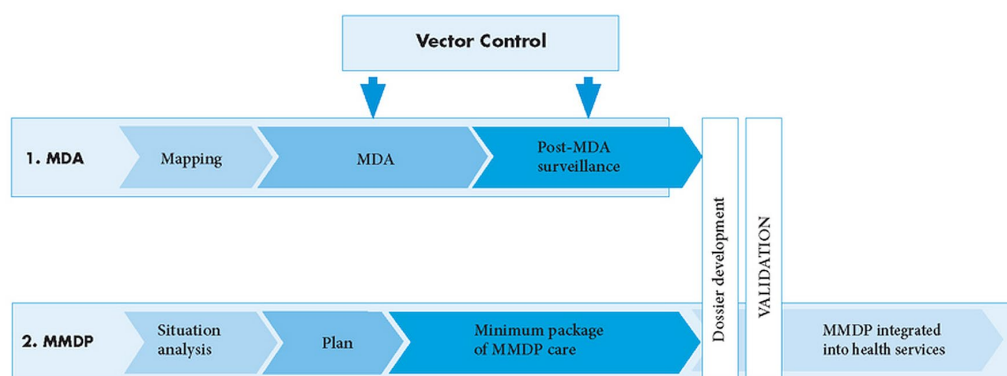 Vector Control
1. MDA
Mapping
MDA
Post-MDA
surveillance
Dossier development
VALIDATION
2. MMDP
Situation
analysis
Plan
Minimum package
of MMDP care
MMDP integrated
into health services